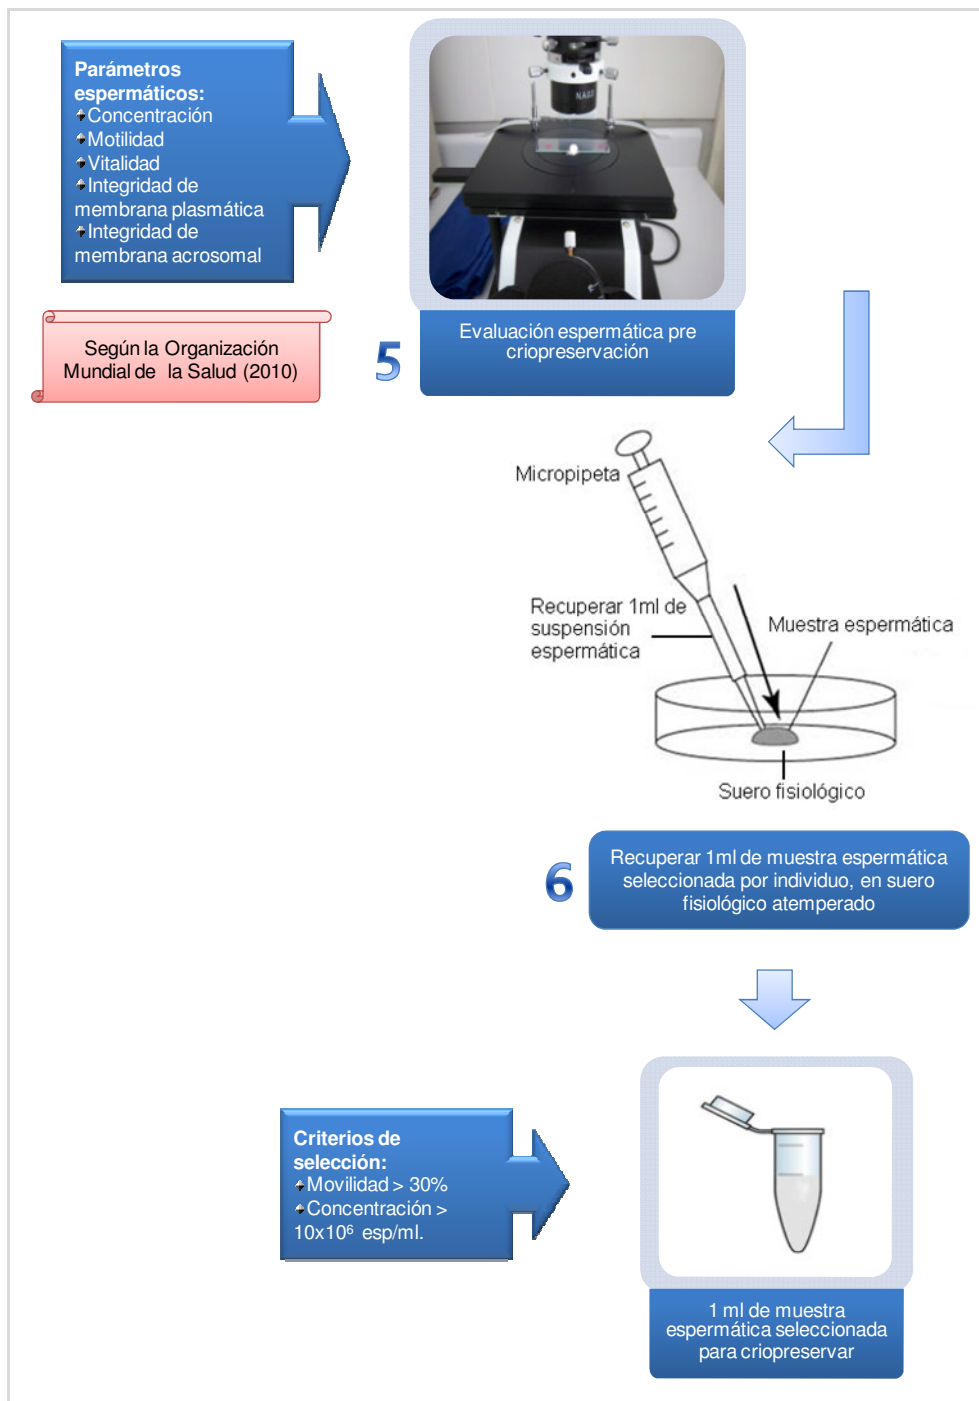 Parámetros
espermáticos:
Concentración
Motilidad
Vitalidad
Integridad de
membrana plasmática
Integridad de
membrana acrosomal
Según la Organización
Mundial de la Salud (2010)
5
Evaluación espermática pre
criopreservación
Micropipeta
Recuperar 1ml de
suspensión
espermática
Muestra espermática
Suero fisiológico
6
Recuperar 1ml de muestra espermática
seleccionada por individuo, en suero
fisiológico atemperado
Criterios de
selección:
Movilidad > 30%
Concentración >
10x10⁶ esp/ml.
1 ml de muestra
espermática seleccionada
para criopreservar